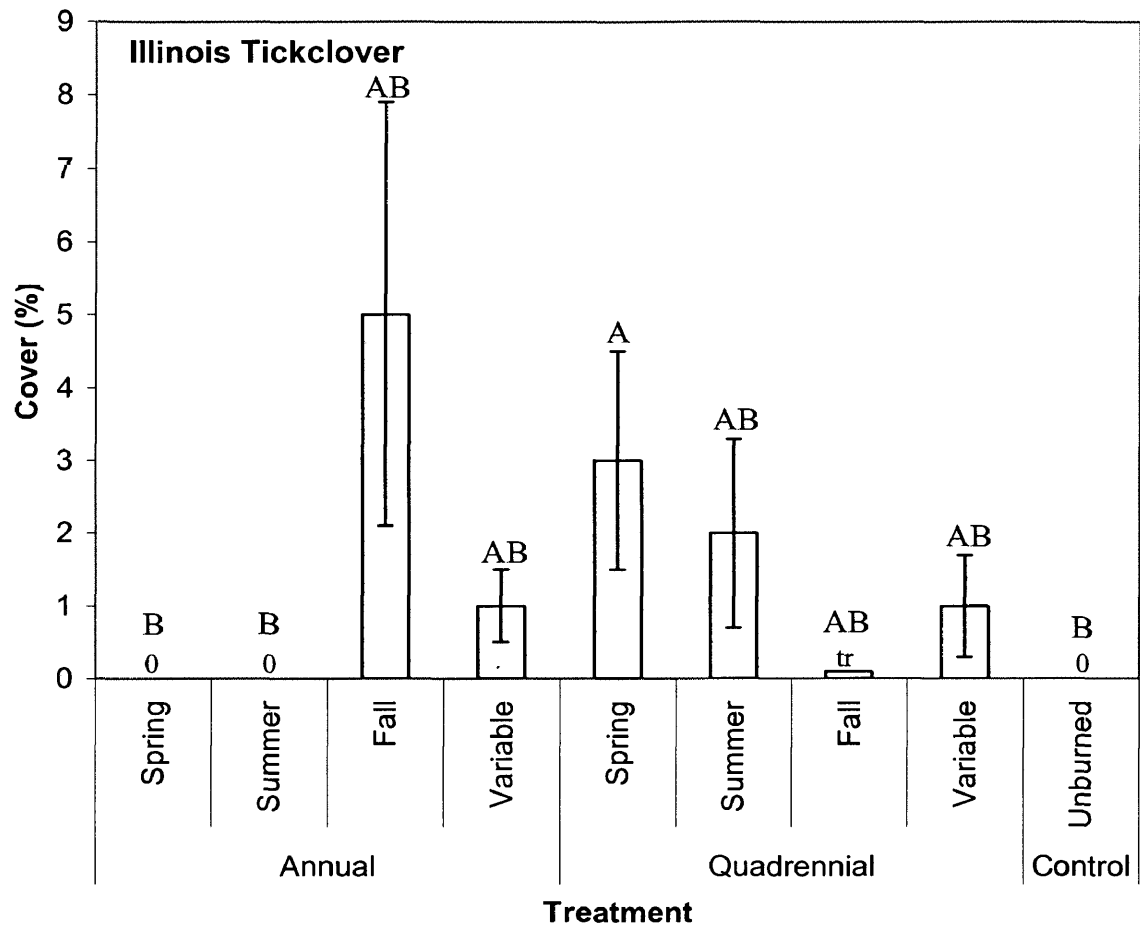 Illinois Tickclover
9
8
7
6
5
4
3
2
1
0
Cover (%)
B
0
B
0
AB
AB
A
AB
AB
tr
AB
B
0
Spring
Summer
Fall
Variable
Spring
Summer
Fall
Variable
Unburned
Annual
Quadrennial
Control
Treatment